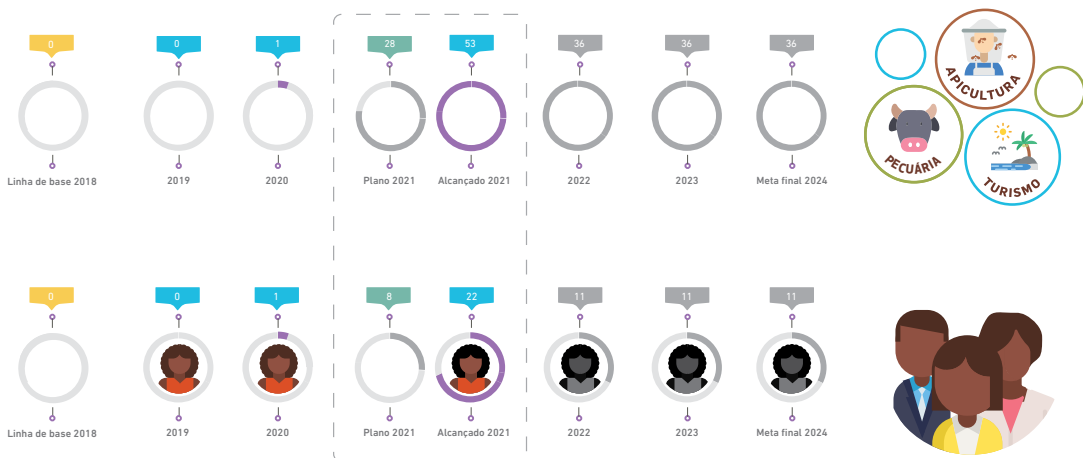 0 0 1 28 53 36 36 36
Linha de base 2018 2019 2020 Plano 2021 Alcançado 2021 2022 2023 Meta final 2024
APICULTURA
PECUÁRIA
TURISMO
0 0 1 8 22 11 11 11
Linha de base 2018 2019 2020 Plano 2021 Alcançado 2021 2022 2023 Meta final 2024